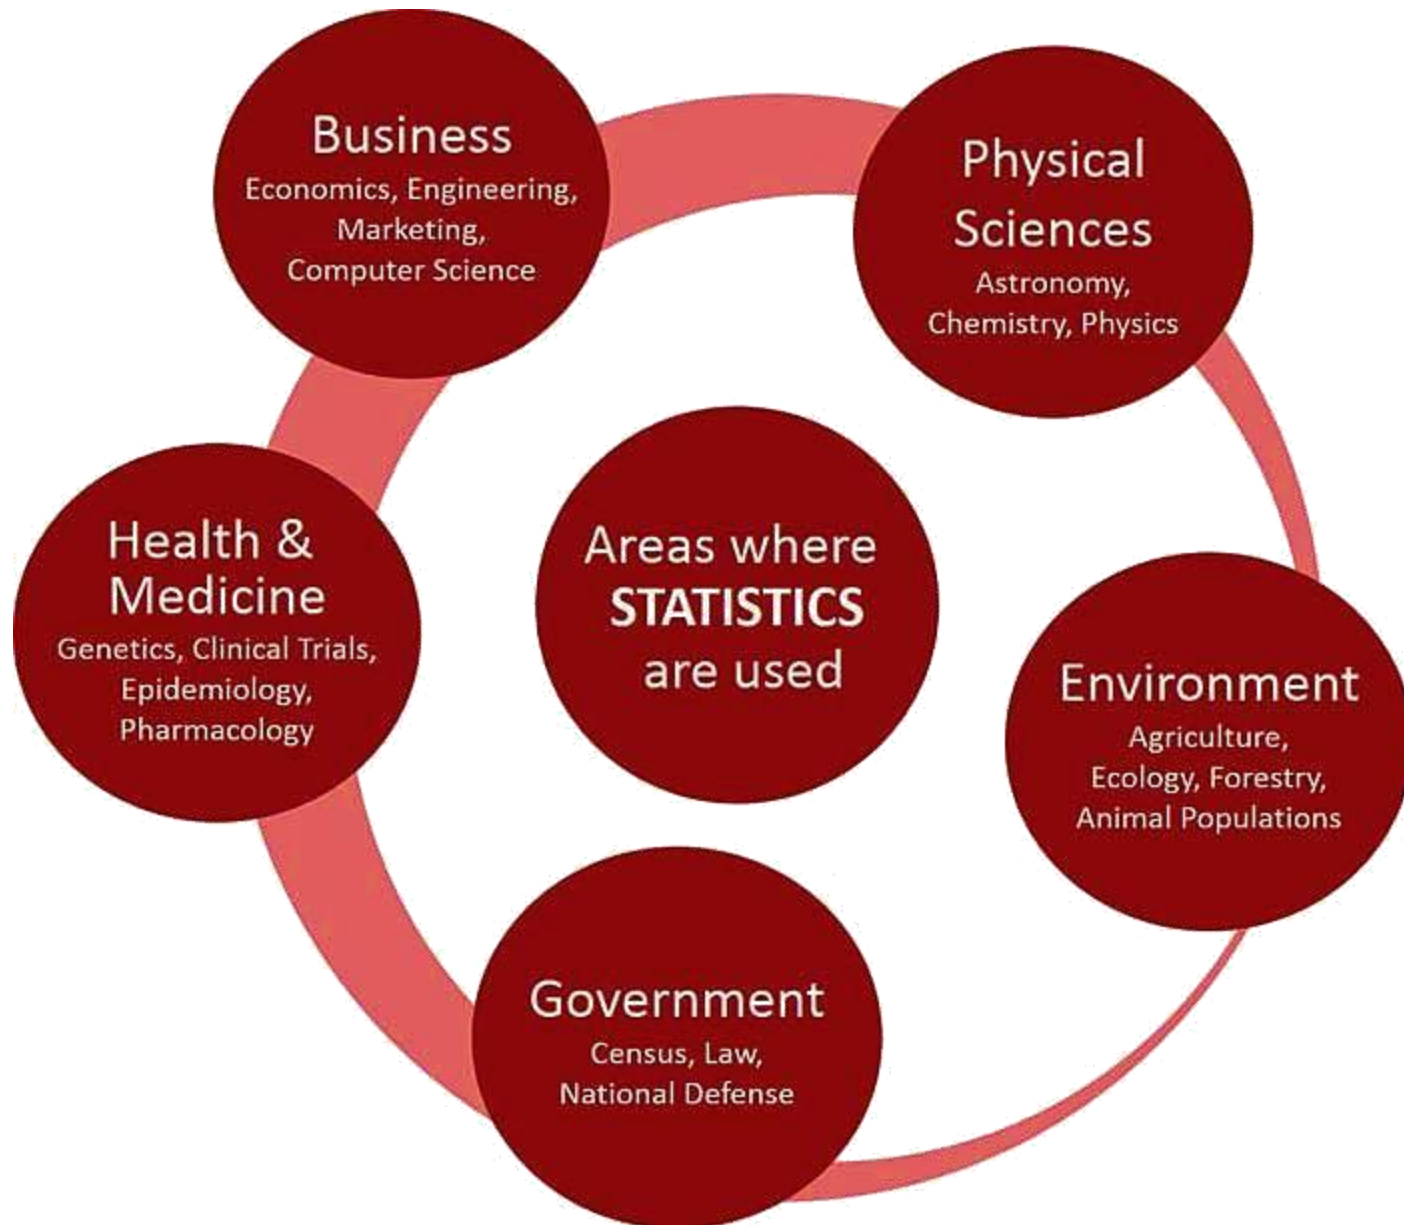 Business
Economics, Engineering,
Marketing,
Computer Science
Physical
Sciences
Astronomy,
Chemistry, Physics
Health &
Medicine
Genetics, Clinical Trials,
Epidemiology,
Pharmacology
Areas where
STATISTICS
are used
Environment
Agriculture,
Ecology, Forestry,
Animal Populations
Government
Census, Law,
National Defense